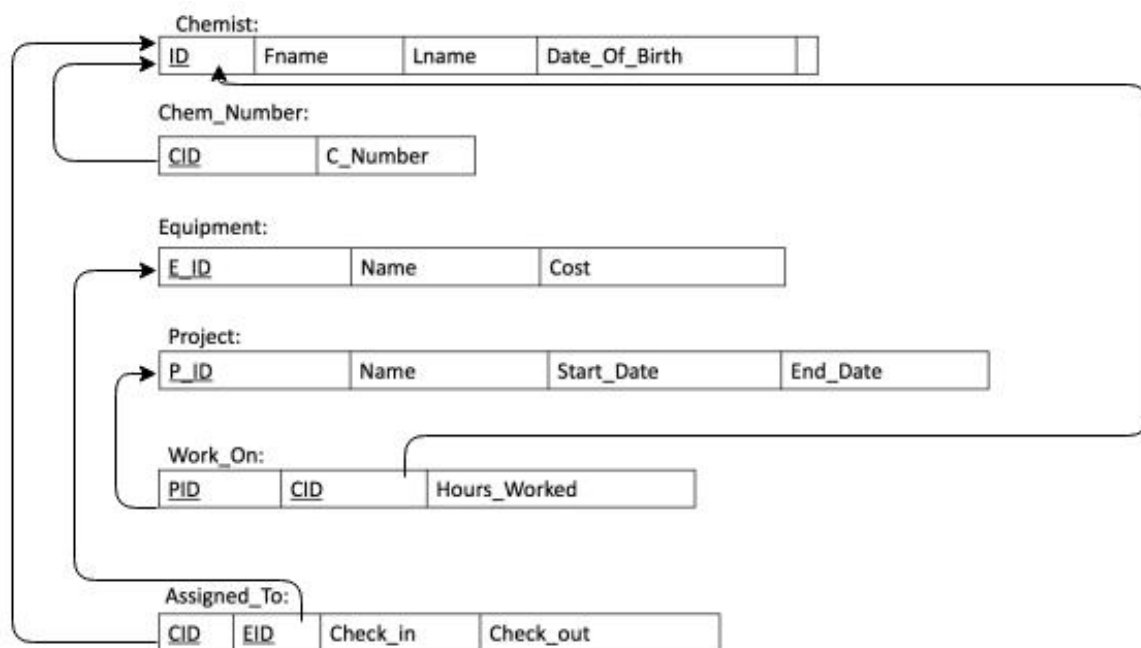 Chemist:
ID Fname Lname Date_Of_Birth
Chem_Number:
CID C_Number
Equipment:
E_ID Name Cost
Project:
P_ID Name Start_Date End_Date
Work_On:
PID CID Hours_Worked
Assigned_To:
CID EID Check_in Check_out